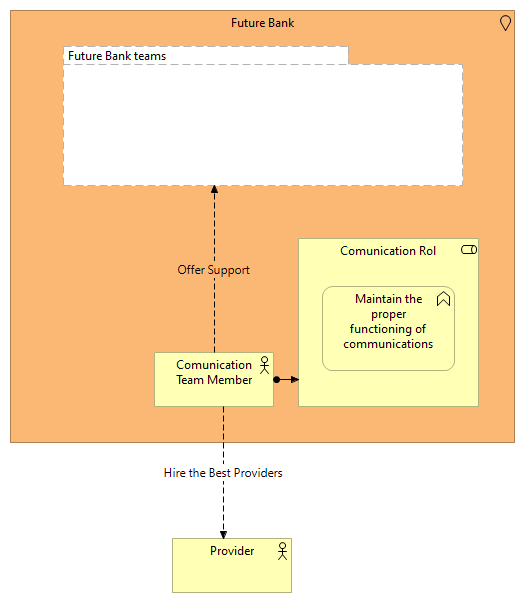 Future Bank
Future Bank teams
Offer Support
Comunication Rol
Maintain the
proper
functioning of
communications
Comunication
Team Member
Hire the Best Providers
Provider